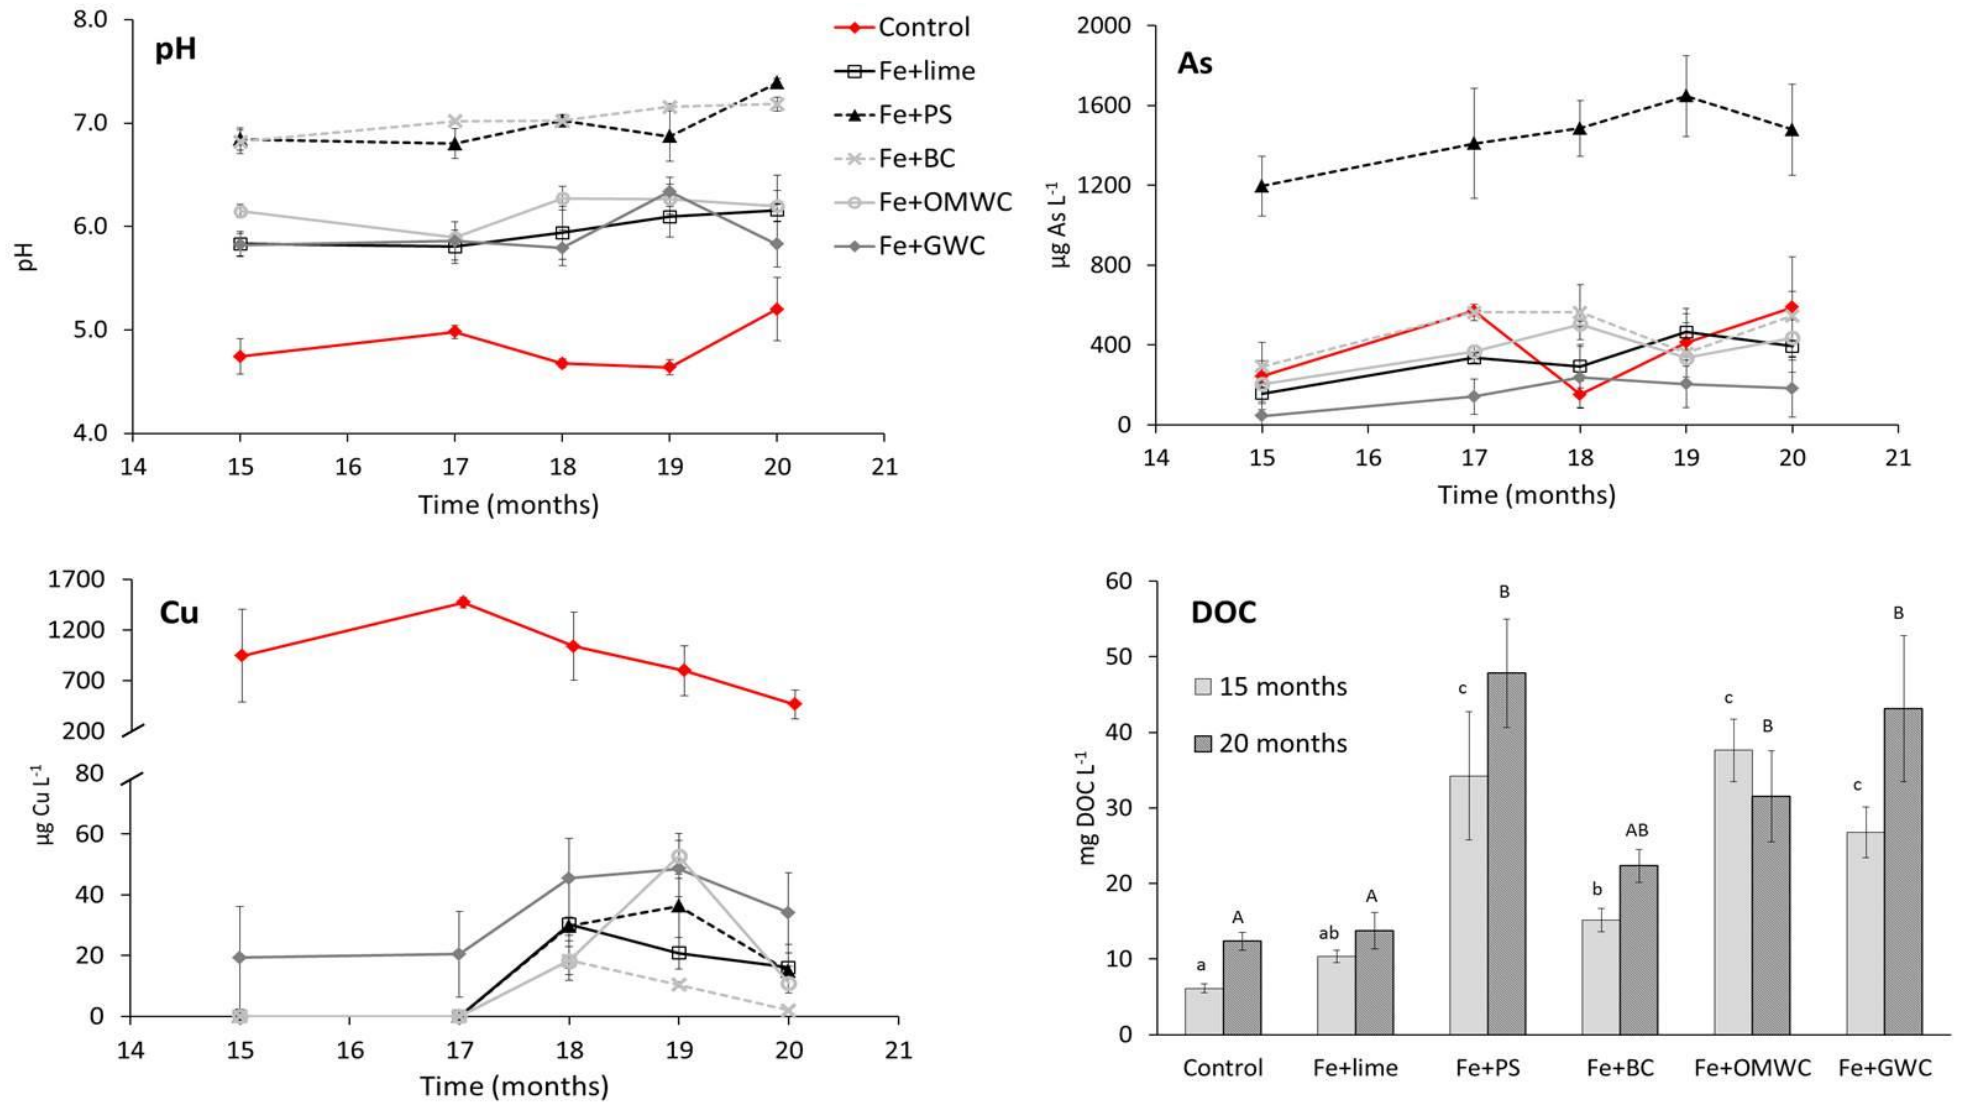 pH
8.0
7.0
6.0
5.0
4.0
pH
14 15 16 17 18 19 20 21
Time (months)
Control
Fe+lime
Fe+PS
Fe+BC
Fe+OMWC
Fe+GWC
As
2000
1600
1200
800
400
0
µg As L-1
14 15 16 17 18 19 20 21
Time (months)
Cu
1700
1200
700
200
80
60
40
20
0
µg Cu L-1
14 15 16 17 18 19 20 21
Time (months)
DOC
60
50
40
30
20
10
0
mg DOC L-1
15 months
20 months
a A ab A c B b AB c B c B
Control Fe+lime Fe+PS Fe+BC Fe+OMWC Fe+GWC